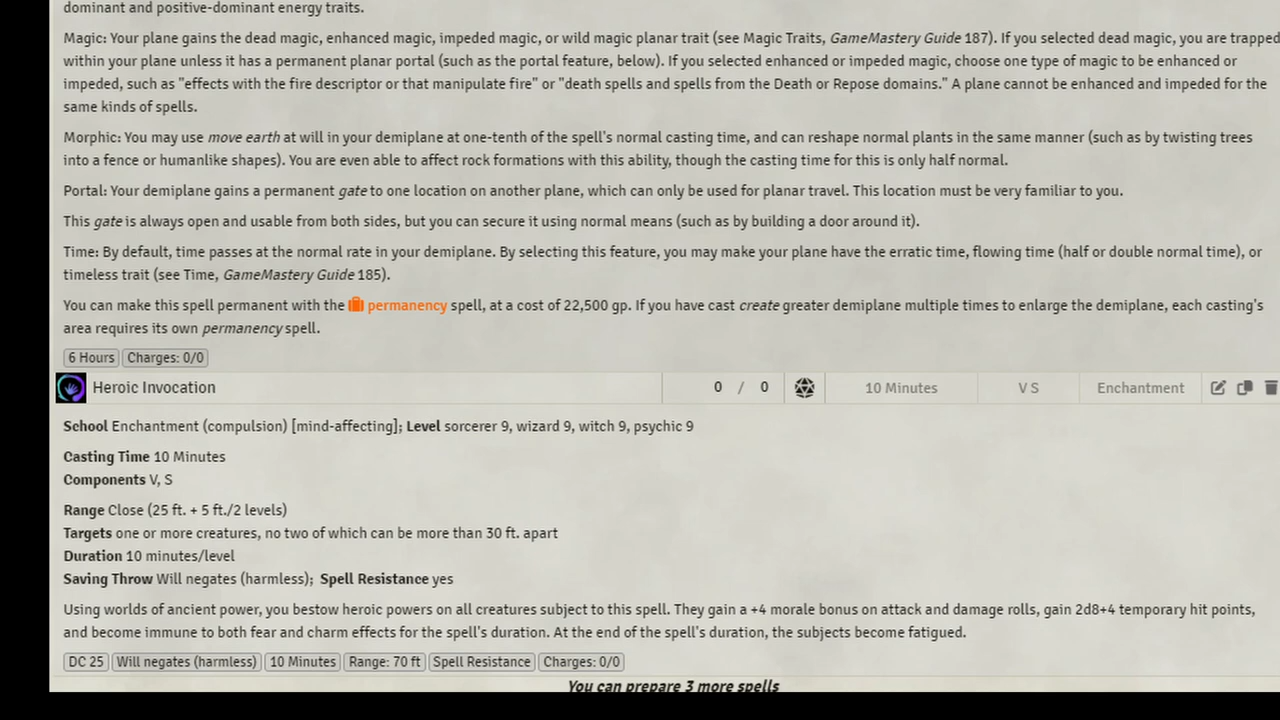 dominant and positive-dominant energy traits.
Magic: Your plane gains the dead magic, enhanced magic, impeded magic, or wild magic planar trait (see Magic Traits, GameMastery Guide 187). If you selected dead magic, you are trapped
within your plane unless it has a permanent planar portal (such as the portal feature, below). If you selected enhanced or impeded magic, choose one type of magic to be enhanced or
impeded, such as "effects with the fire descriptor or that manipulate fire" or "death spells and spells from the Death or Repose domains." A plane cannot be enhanced and impeded for the
same kinds of spells.
Morphic: You may use move earth at will in your demiplane at one-tenth of the spell's normal casting time, and can reshape normal plants in the same manner (such as by twisting trees
into a fence or humanlike shapes). You are even able to affect rock formations with this ability, though the casting time for this is only half normal.
Portal: Your demiplane gains a permanent gate to one location on another plane, which can only be used for planar travel. This location must be very familiar to you.
This gate is always open and usable from both sides, but you can secure it using normal means (such as by building a door around it).
Time: By default, time passes at the normal rate in your demiplane. By selecting this feature, you may make your plane have the erratic time, flowing time (half or double normal time), or
timeless trait (see Time, GameMastery Guide 185).
You can make this spell permanent with the permanency spell, at a cost of 22,500 gp. If you have cast create greater demiplane multiple times to enlarge the demiplane, each casting's
area requires its own permanency spell.
6 Hours Charges: 0/0
Heroic Invocation 0 / 0 10 Minutes V S Enchantment
School Enchantment (compulsion) [mind-affecting]; Level sorcerer 9, wizard 9, witch 9, psychic 9
Casting Time 10 Minutes
Components V, S
Range Close (25 ft. + 5 ft./2 levels)
Targets one or more creatures, no two of which can be more than 30 ft. apart
Duration 10 minutes/level
Saving Throw Will negates (harmless); Spell Resistance yes
Using worlds of ancient power, you bestow heroic powers on all creatures subject to this spell. They gain a +4 morale bonus on attack and damage rolls, gain 2d8+4 temporary hit points,
and become immune to both fear and charm effects for the spell's duration. At the end of the spell's duration, the subjects become fatigued.
DC 25 Will negates (harmless) 10 Minutes Range: 70 ft Spell Resistance Charges: 0/0
You can prepare 3 more spells